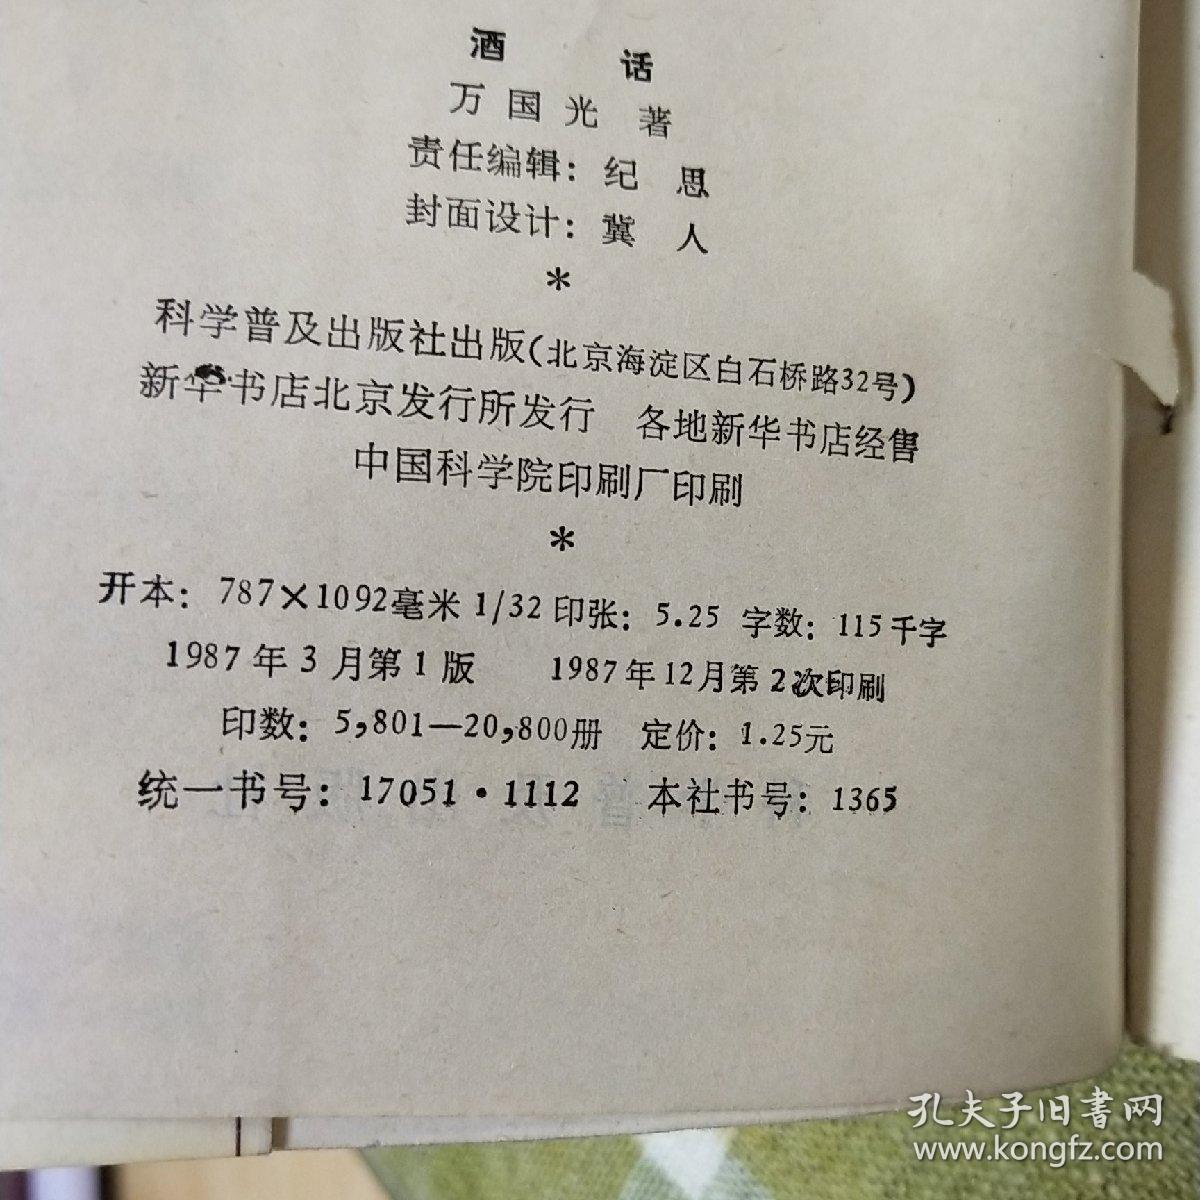 酒 话
万国光 著
责任编辑：纪 思
封面设计：冀 人
*
科学普及出版社出版(北京海淀区白石桥路32号)
新华书店北京发行所发行 各地新华书店经售
中国科学院印刷厂印刷
*
开本：787×1092毫米 1/32 印张：5.25 字数：115千字
1987年3月第1版 1987年12月第2次印刷
印数：5,801—20,800册 定价：1.25元
统一书号：17051·1112 本社书号：1365
孔夫子旧書网
www.kongfz.com